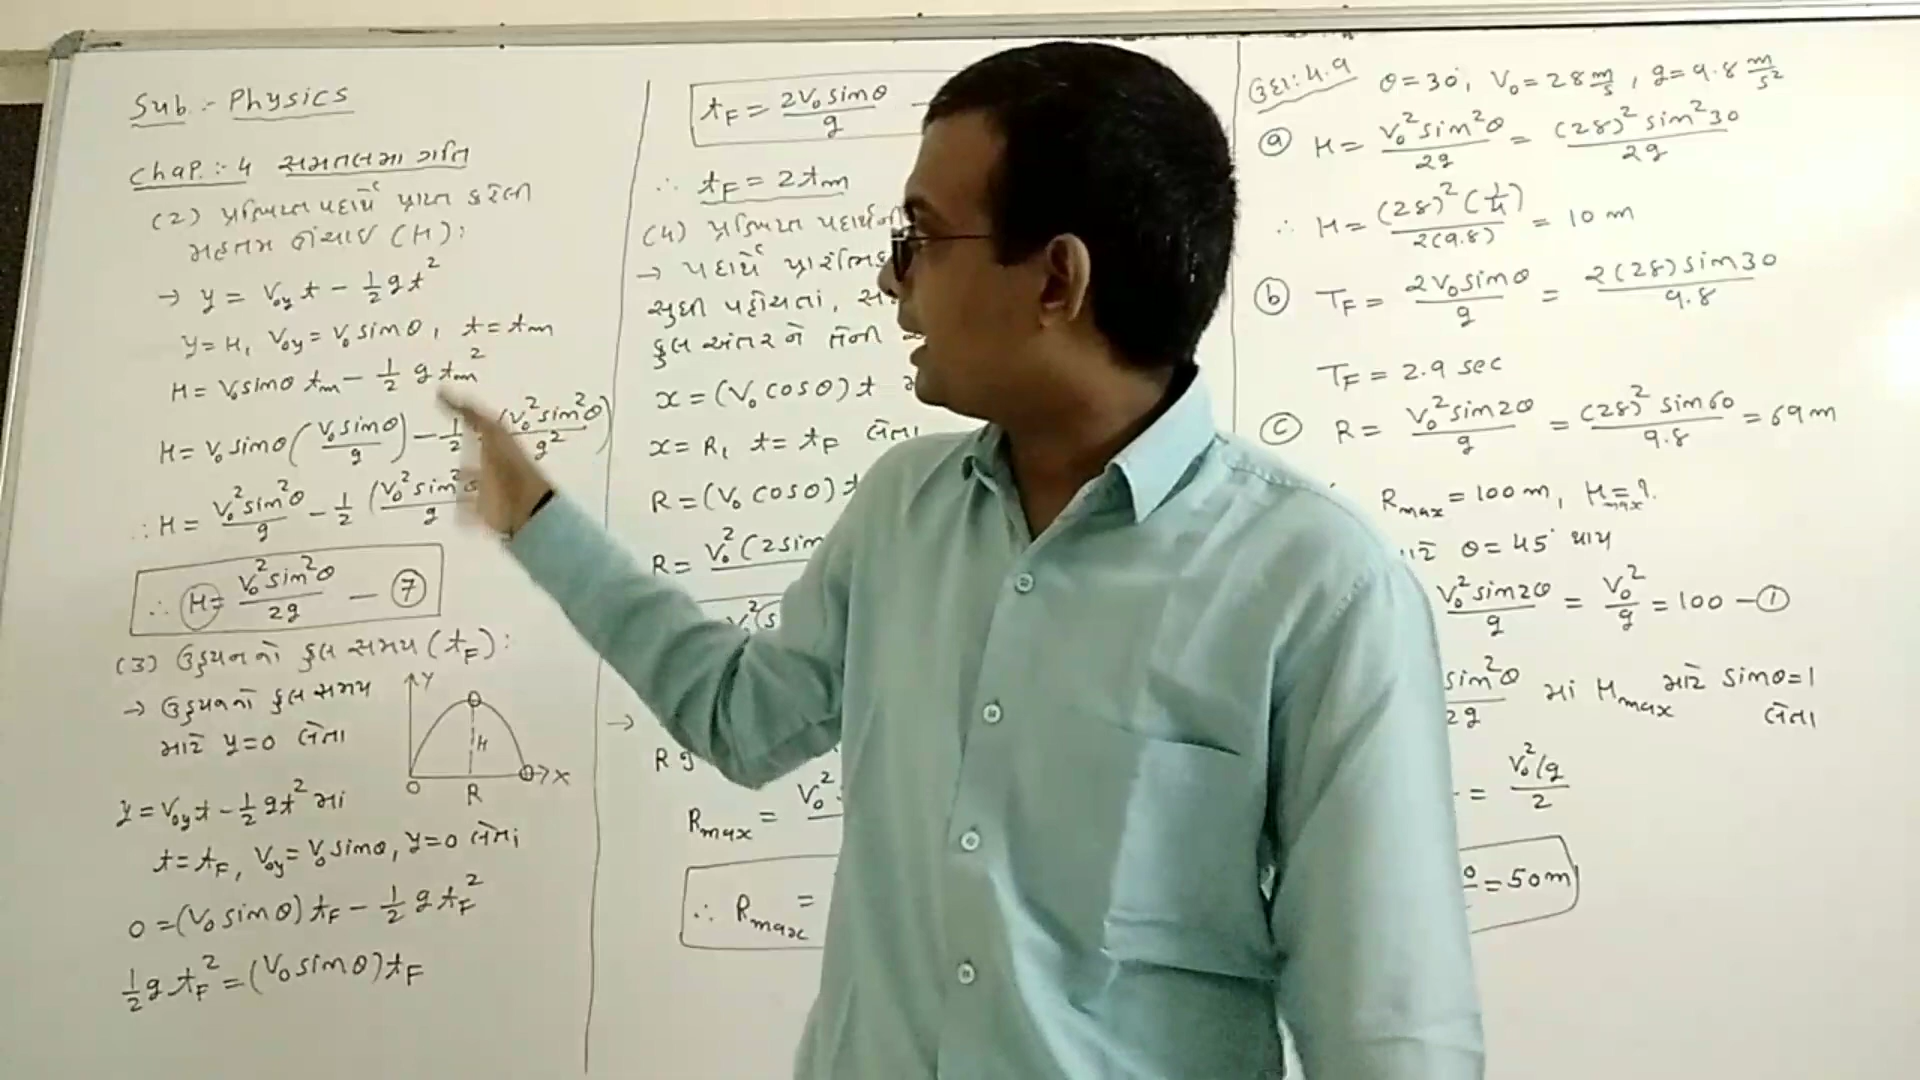 Sub. :- Physics
Chap. :- 4 સમતલમાં ગતિ
(2) પ્રક્ષિપ્ત પદાર્થે પ્રાપ્ત કરેલી
મહત્તમ ઊંચાઈ (H) :
→ y = V₀y t - 1/2 g t²
y = H, V₀y = V₀ sinθ, t = tm
H = V₀ sinθ tm - 1/2 g tm²
H = V₀ sinθ (V₀ sinθ / g) - 1/2 (V₀² sin²θ / g²)
∴ H = V₀² sin²θ / g - 1/2 (V₀² sin²θ / g
∴ H = V₀² sin²θ / 2g — ⑦
(3) ઉડ્ડયનનો કુલ સમય (tF) :
→ ઉડ્ડયનનો કુલ સમય
માટે y=0 લેતા
Y
H
O
R
X
y = V₀y t - 1/2 g t² માં
t = tF, V₀y = V₀ sinθ, y=0 લેતાં
0 = (V₀ sinθ) tF - 1/2 g tF²
1/2 g tF² = (V₀ sinθ) tF
tF = 2V₀ sinθ / g —
∴ tF = 2tm
(4) પ્રક્ષિપ્ત પદાર્થની
→ પદાર્થે પ્રારંભિક
સુધી પહોંચતાં,
કુલ અંતરને તેની
x = (V₀ cosθ) t
x = R, t = tF લેતાં
R = (V₀ cosθ) t
R = V₀² (2 sin
V₀² (s
→
R
Rmax = V₀²
∴ Rmax =
ઉદા: 4.9 θ = 30°, V₀ = 28 m/s, g = 9.8 m/s²
ⓐ H = V₀² sin²θ / 2g = (28)² sin²30 / 2g
∴ H = (28)² (1/4) / 2(9.8) = 10 m
ⓑ TF = 2V₀ sinθ / g = 2(28) sin30 / 9.8
TF = 2.9 sec
ⓒ R = V₀² sin2θ / g = (28)² sin60 / 9.8 = 69 m
Rmax = 100 m, Hmax = ?
θ = 45° થાય
V₀² sin2θ / g = V₀² / g = 100 — ①
sin²θ / 2g માં Hmax માટે sinθ = 1
લેતા
= V₀²/g / 2
= 50m